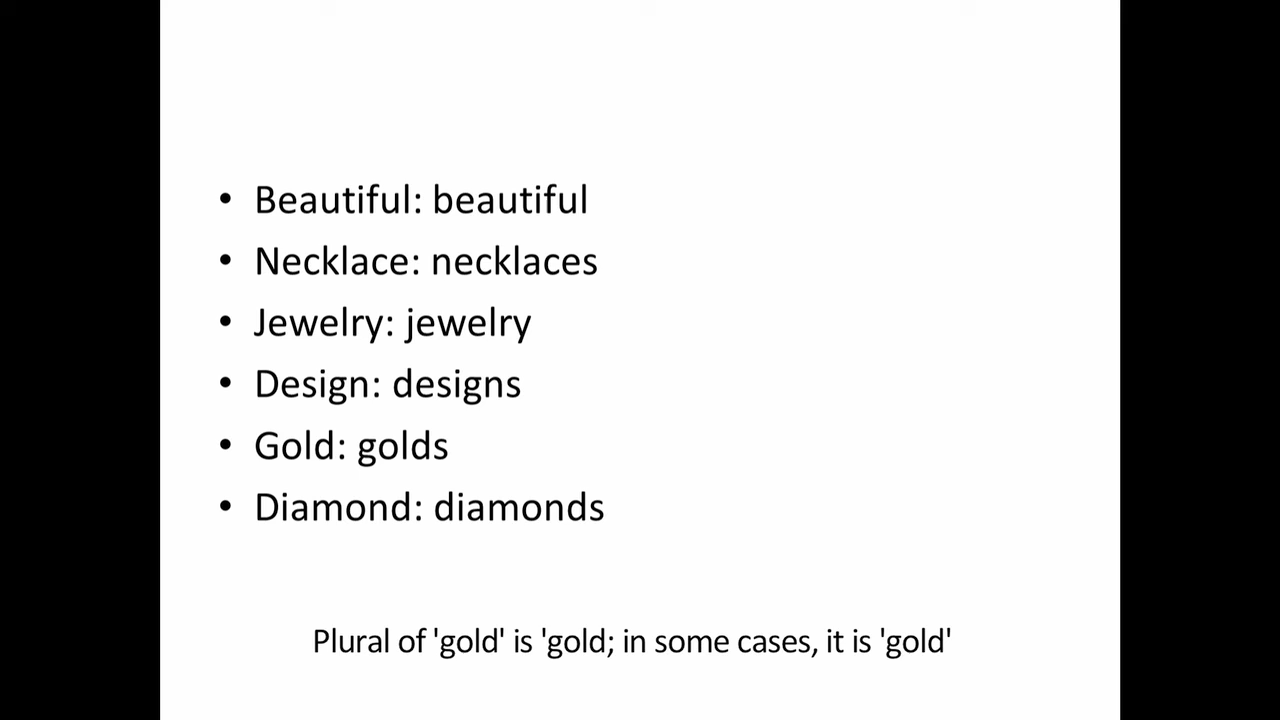 • Beautiful: beautiful
• Necklace: necklaces
• Jewelry: jewelry
• Design: designs
• Gold: golds
• Diamond: diamonds
Plural of 'gold' is 'gold; in some cases, it is 'gold'